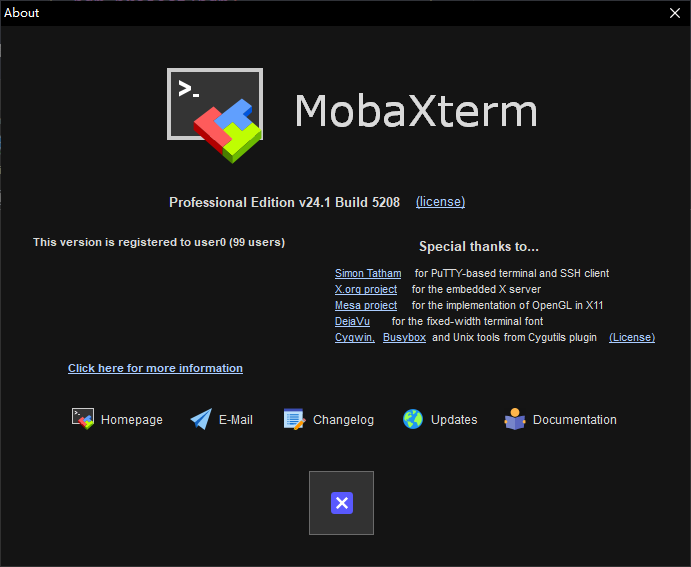 About
>_
MobaXterm
Professional Edition v24.1 Build 5208 (license)
This version is registered to user0 (99 users)
Special thanks to...
Simon Tatham for PuTTY-based terminal and SSH client
X.org project for the embedded X server
Mesa project for the implementation of OpenGL in X11
DejaVu for the fixed-width terminal font
Cygwin, Busybox and Unix tools from Cygutils plugin (License)
Click here for more information
Homepage E-Mail Changelog Updates Documentation